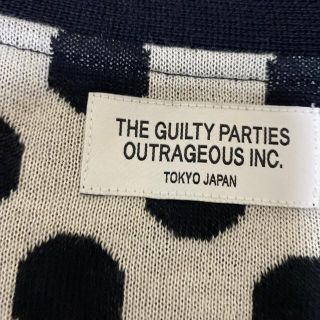 THE GUILTY PARTIES
OUTRAGEOUS INC.
TOKYO JAPAN